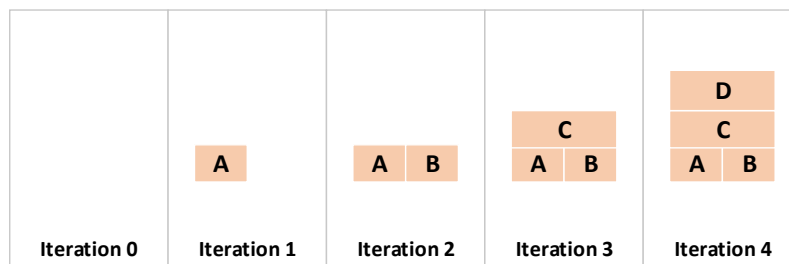 A
Iteration 0
Iteration 1
A B
Iteration 2
C
A B
Iteration 3
D
C
A B
Iteration 4